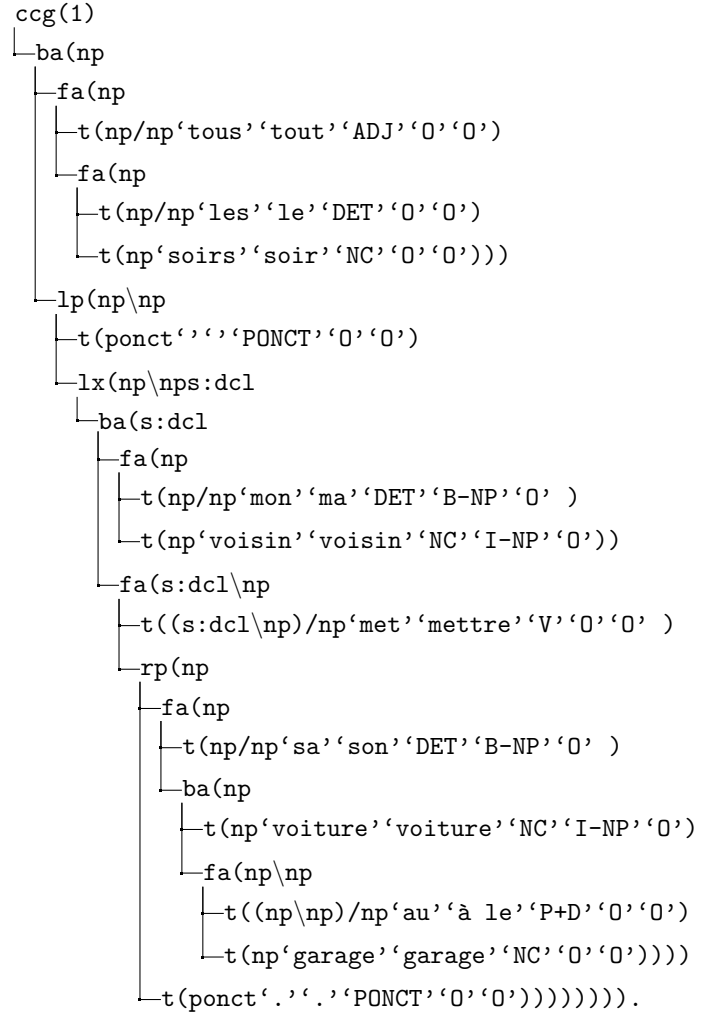 ccg(1)
ba(np
fa(np
t(np/np‘tous’‘tout’‘ADJ’‘O’‘O’)
fa(np
t(np/np‘les’‘le’‘DET’‘O’‘O’)
t(np‘soirs’‘soir’‘NC’‘O’‘O’)))
lp(np\np
t(ponct‘’‘‘’PONCT’‘O’‘O’)
lx(np\nps:dcl
ba(s:dcl
fa(np
t(np/np‘mon’‘ma’‘DET’‘B-NP’‘O’ )
t(np‘voisin’‘voisin’‘NC’‘I-NP’‘O’))
fa(s:dcl\np
t((s:dcl\np)/np‘met’‘mettre’‘V’‘O’‘O’ )
rp(np
fa(np
t(np/np‘sa’‘son’‘DET’‘B-NP’‘O’ )
ba(np
t(np‘voiture’‘voiture’‘NC’‘I-NP’‘O’)
fa(np\np
t((np\np)/np‘au’‘à le’‘P+D’‘O’‘O’)
t(np‘garage’‘garage’‘NC’‘O’‘O’))))
t(ponct‘.’‘.’‘PONCT’‘O’‘O’)))))))).